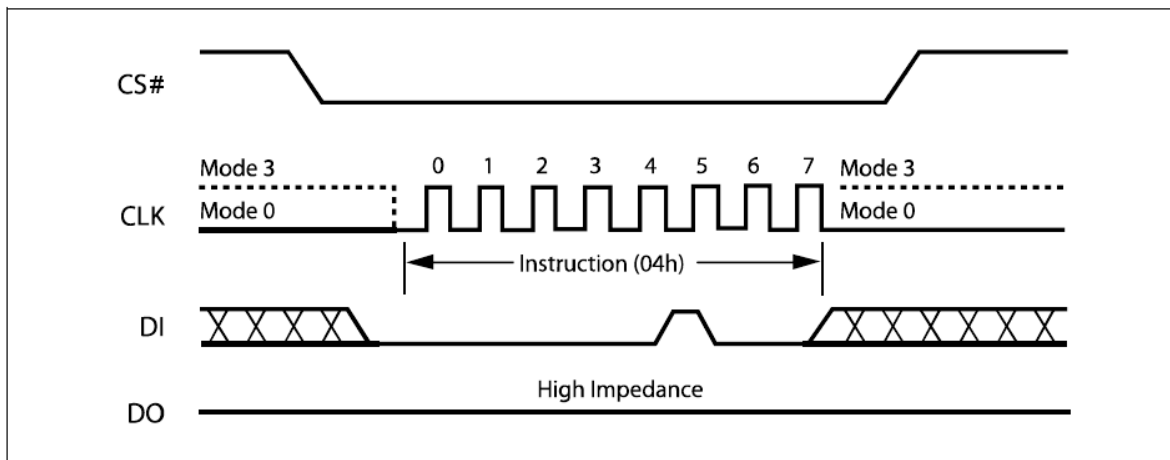 CS#
Mode 3
0 1 2 3 4 5 6 7
Mode 3
CLK
Mode 0
Mode 0
Instruction (04h)
DI
High Impedance
DO